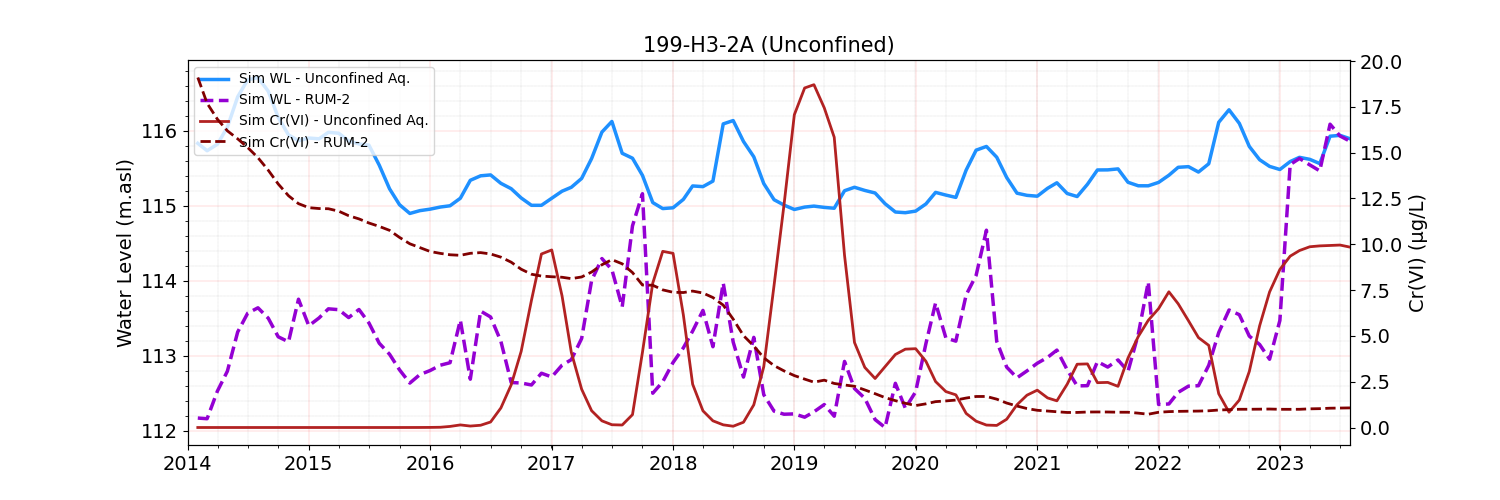 199-H3-2A (Unconfined)
Sim WL - Unconfined Aq.
Sim WL - RUM-2
Sim Cr(VI) - Unconfined Aq.
Sim Cr(VI) - RUM-2
Water Level (m.asl)
116
115
114
113
112
20.0
17.5
15.0
12.5
10.0
7.5
5.0
2.5
0.0
Cr(VI) (µg/L)
2014 2015 2016 2017 2018 2019 2020 2021 2022 2023